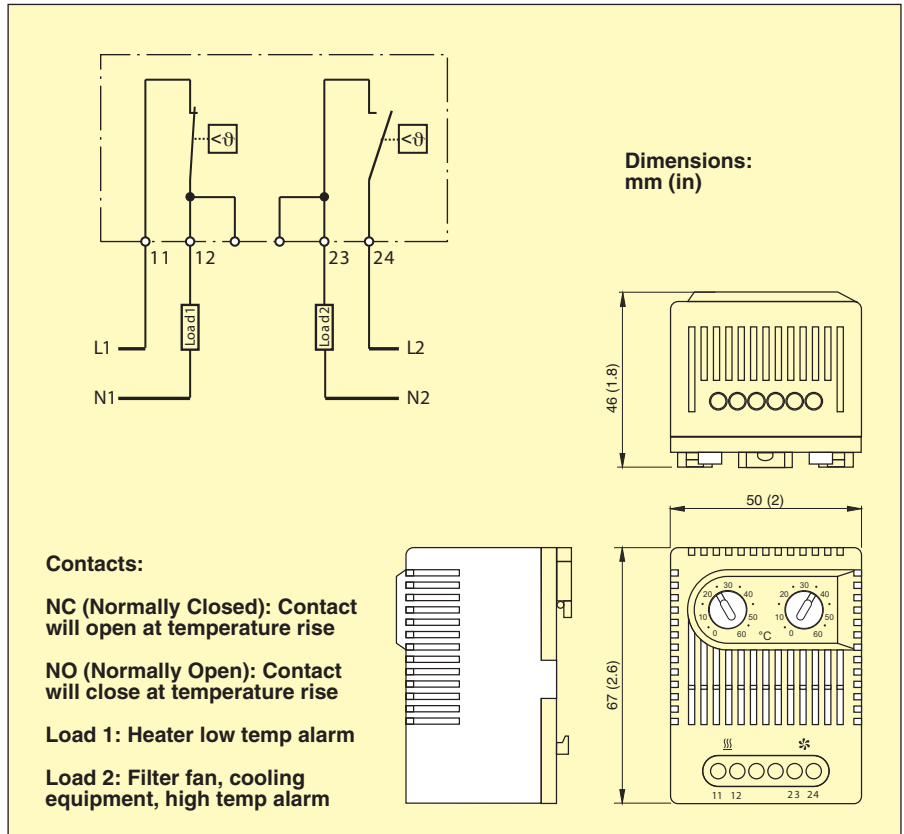 <ϑ <ϑ
11 12 23 24
Load1 Load2
L1 L2
N1 N2
Dimensions:
mm (in)
46 (1.8)
50 (2)
67 (2.6)
0 10 20 30 40 50 60
°C
0 10 20 30 40 50 60
11 12 23 24
Contacts:
NC (Normally Closed): Contact
will open at temperature rise
NO (Normally Open): Contact
will close at temperature rise
Load 1: Heater low temp alarm
Load 2: Filter fan, cooling
equipment, high temp alarm